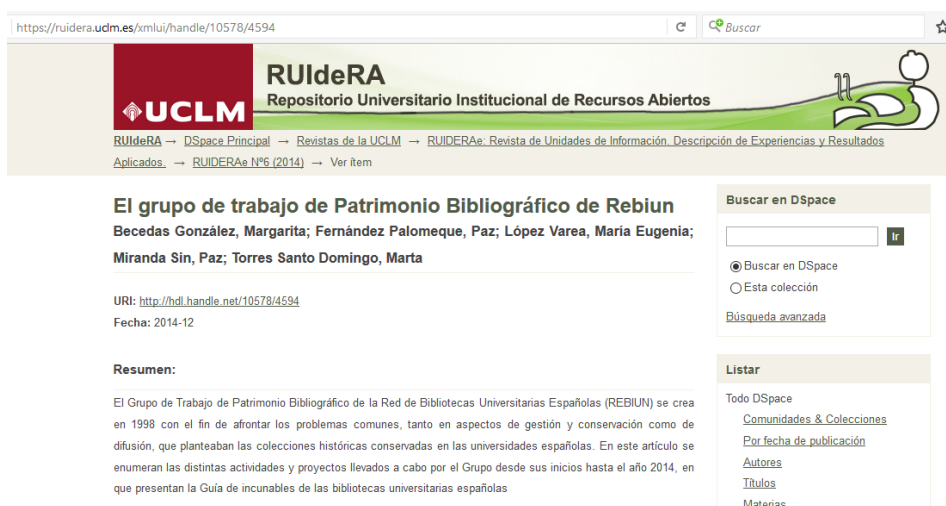 https://ruidera.uclm.es/xmlui/handle/10578/4594
Buscar
UCLM
RUIdeRA
Repositorio Universitario Institucional de Recursos Abiertos
RUIdeRA → DSpace Principal → Revistas de la UCLM → RUIDERAe: Revista de Unidades de Información. Descripción de Experiencias y Resultados
Aplicados. → RUIDERAe Nº6 (2014) → Ver ítem
El grupo de trabajo de Patrimonio Bibliográfico de Rebiun
Becedas González, Margarita; Fernández Palomeque, Paz; López Varea, María Eugenia;
Miranda Sin, Paz; Torres Santo Domingo, Marta
URI: http://hdl.handle.net/10578/4594
Fecha: 2014-12
Resumen:
El Grupo de Trabajo de Patrimonio Bibliográfico de la Red de Bibliotecas Universitarias Españolas (REBIUN) se crea
en 1998 con el fin de afrontar los problemas comunes, tanto en aspectos de gestión y conservación como de
difusión, que planteaban las colecciones históricas conservadas en las universidades españolas. En este artículo se
enumeran las distintas actividades y proyectos llevados a cabo por el Grupo desde sus inicios hasta el año 2014, en
que presentan la Guía de incunables de las bibliotecas universitarias españolas
Buscar en DSpace
Ir
Buscar en DSpace
Esta colección
Búsqueda avanzada
Listar
Todo DSpace
Comunidades & Colecciones
Por fecha de publicación
Autores
Títulos
Materias